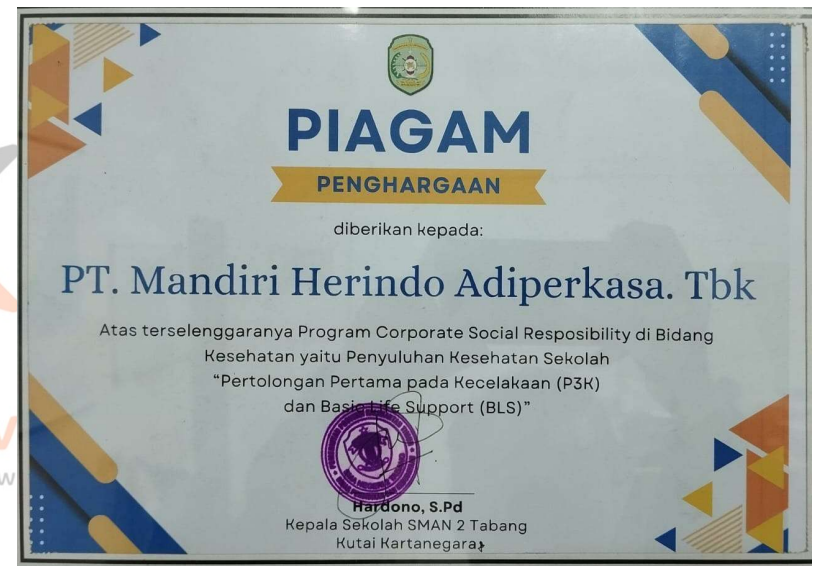 PIAGAM
PENGHARGAAN
diberikan kepada:
PT. Mandiri Herindo Adiperkasa. Tbk
Atas terselenggaranya Program Corporate Social Resposibility di Bidang
Kesehatan yaitu Penyuluhan Kesehatan Sekolah
“Pertolongan Pertama pada Kecelakaan (P3K)
dan Basic Life Support (BLS)”
Hardono, S.Pd
Kepala Sekolah SMAN 2 Tabang
Kutai Kartanegara